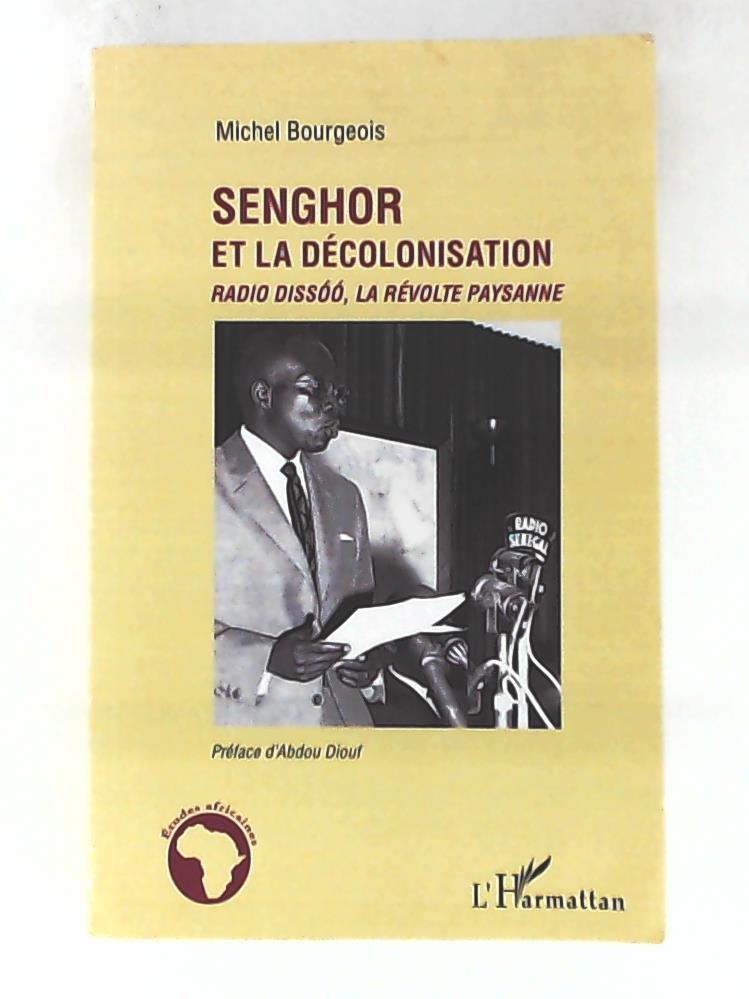 Michel Bourgeois
SENGHOR
ET LA DÉCOLONISATION
RADIO DISSÓÓ, LA RÉVOLTE PAYSANNE
RADIO
SENEGAL
Préface d'Abdou Diouf
Études africaines
L'Harmattan